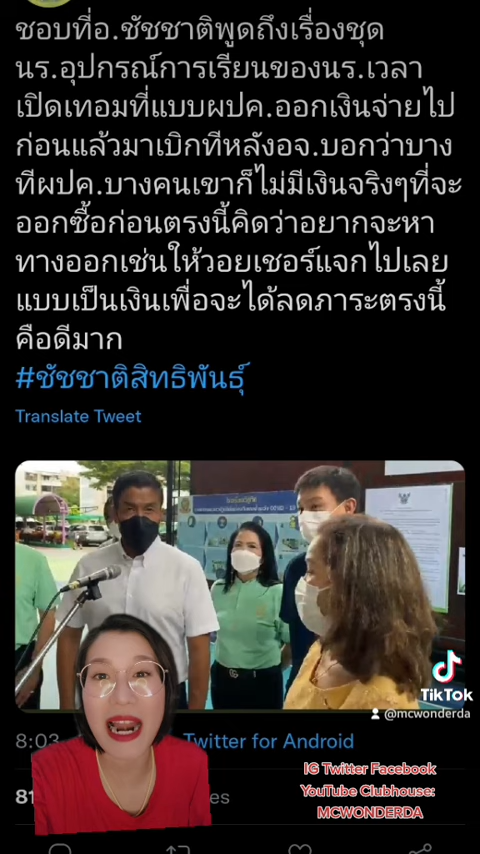 ชอบที่อ.ชัชชาติพูดถึงเรื่องชุด
นร.อุปกรณ์การเรียนของนร.เวลา
เปิดเทอมที่แบบผปค.ออกเงินจ่ายไป
ก่อนแล้วมาเบิกทีหลังอจ.บอกว่าบาง
ทีผปค.บางคนเขาก็ไม่มีเงินจริงๆที่จะ
ออกซื้อก่อนตรงนี้คิดว่าอยากจะหา
ทางออกเช่นให้วอยเชอร์แจกไปเลย
แบบเป็นเงินเพื่อจะได้ลดภาระตรงนี้
คือดีมาก
#ชัชชาติสิทธิพันธุ์
Translate Tweet
TikTok
@mcwonderda
8:03
Twitter for Android
IG Twitter Facebook
YouTube Clubhouse:
MCWONDERDA